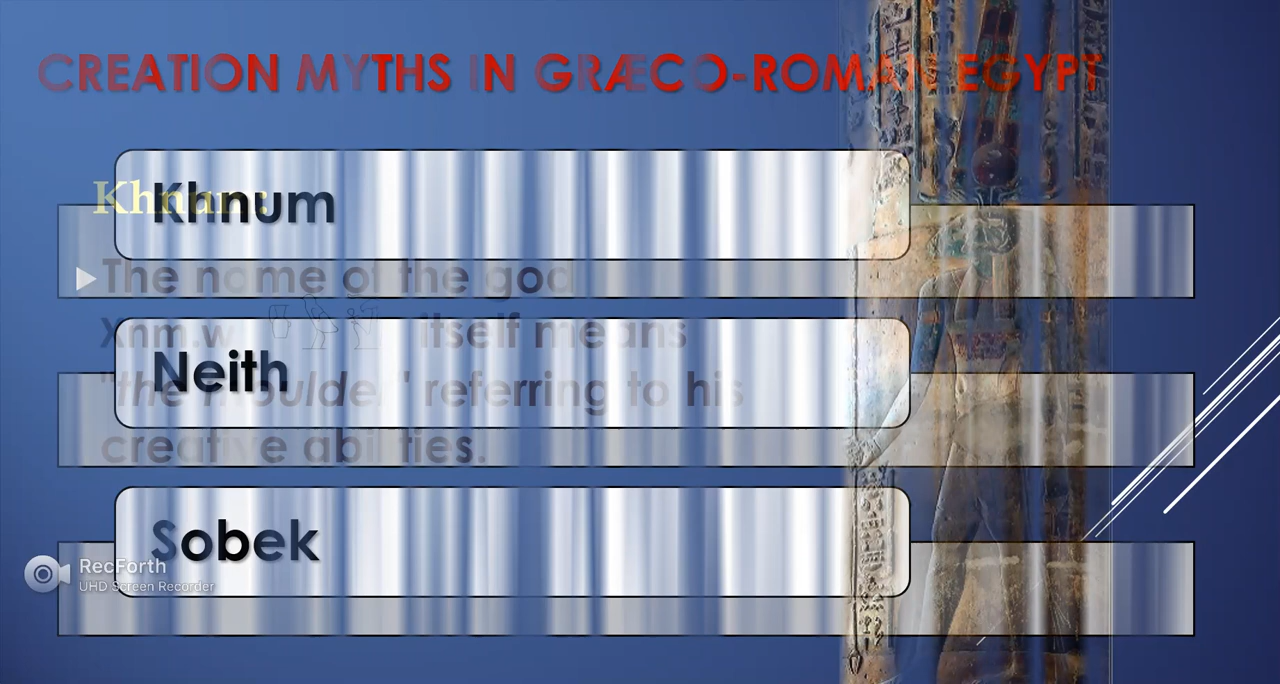 CREATION MYTHS IN GRÆCO-ROMAN EGYPT
Khnum
Khnum:
The name of the god
Xnm.w itself means
Neith
"the moulder" referring to his
creative abilities.
Sobek
RecForth
UHD Screen Recorder